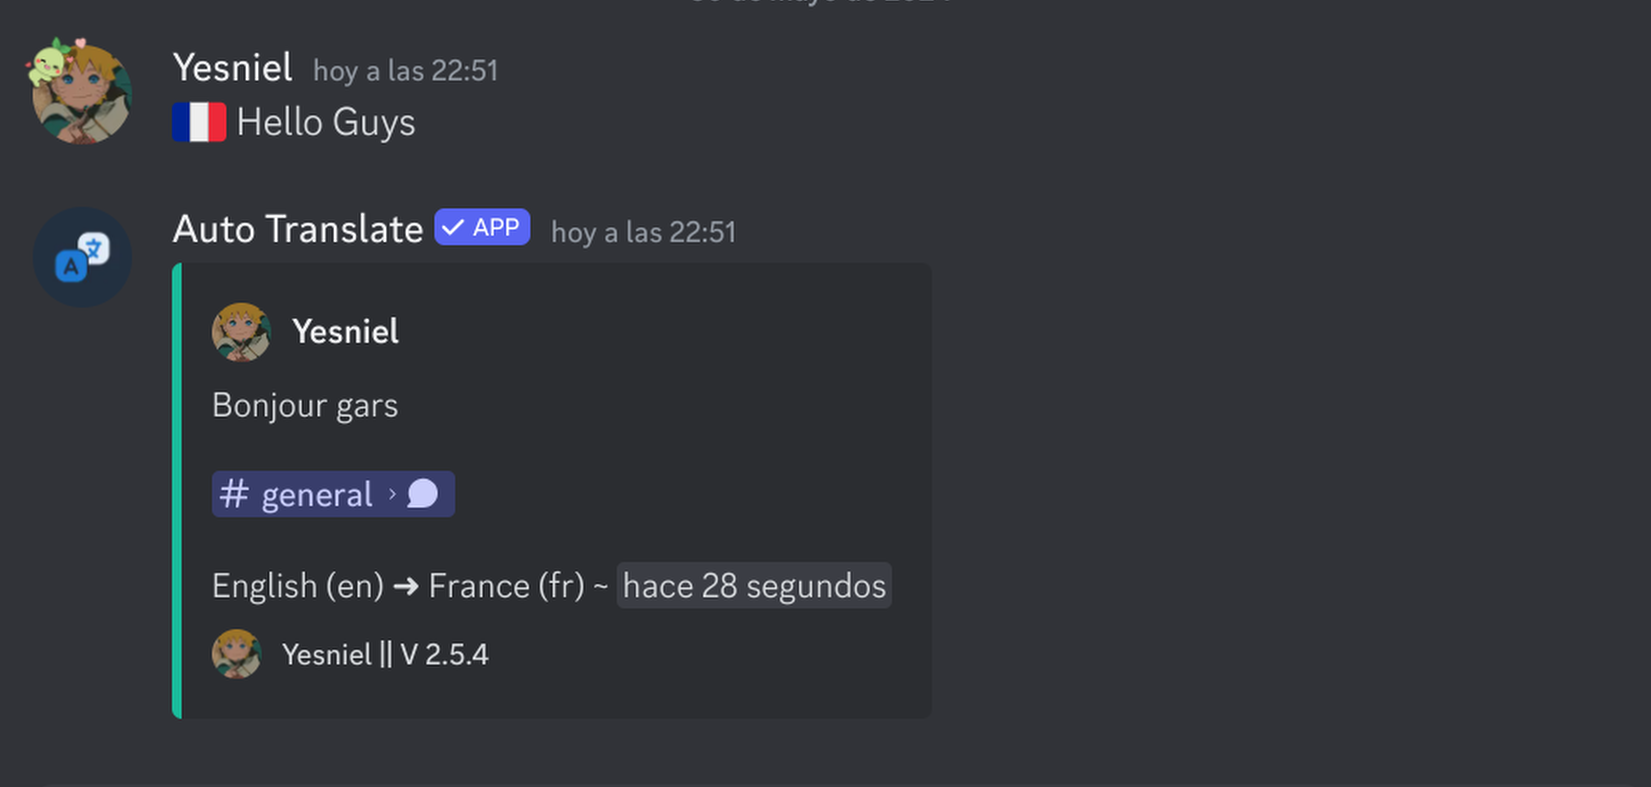 Yesniel hoy a las 22:51
Hello Guys
Auto Translate APP hoy a las 22:51
Yesniel
Bonjour gars
# general ›
English (en) ➜ France (fr) ~ hace 28 segundos
Yesniel || V 2.5.4